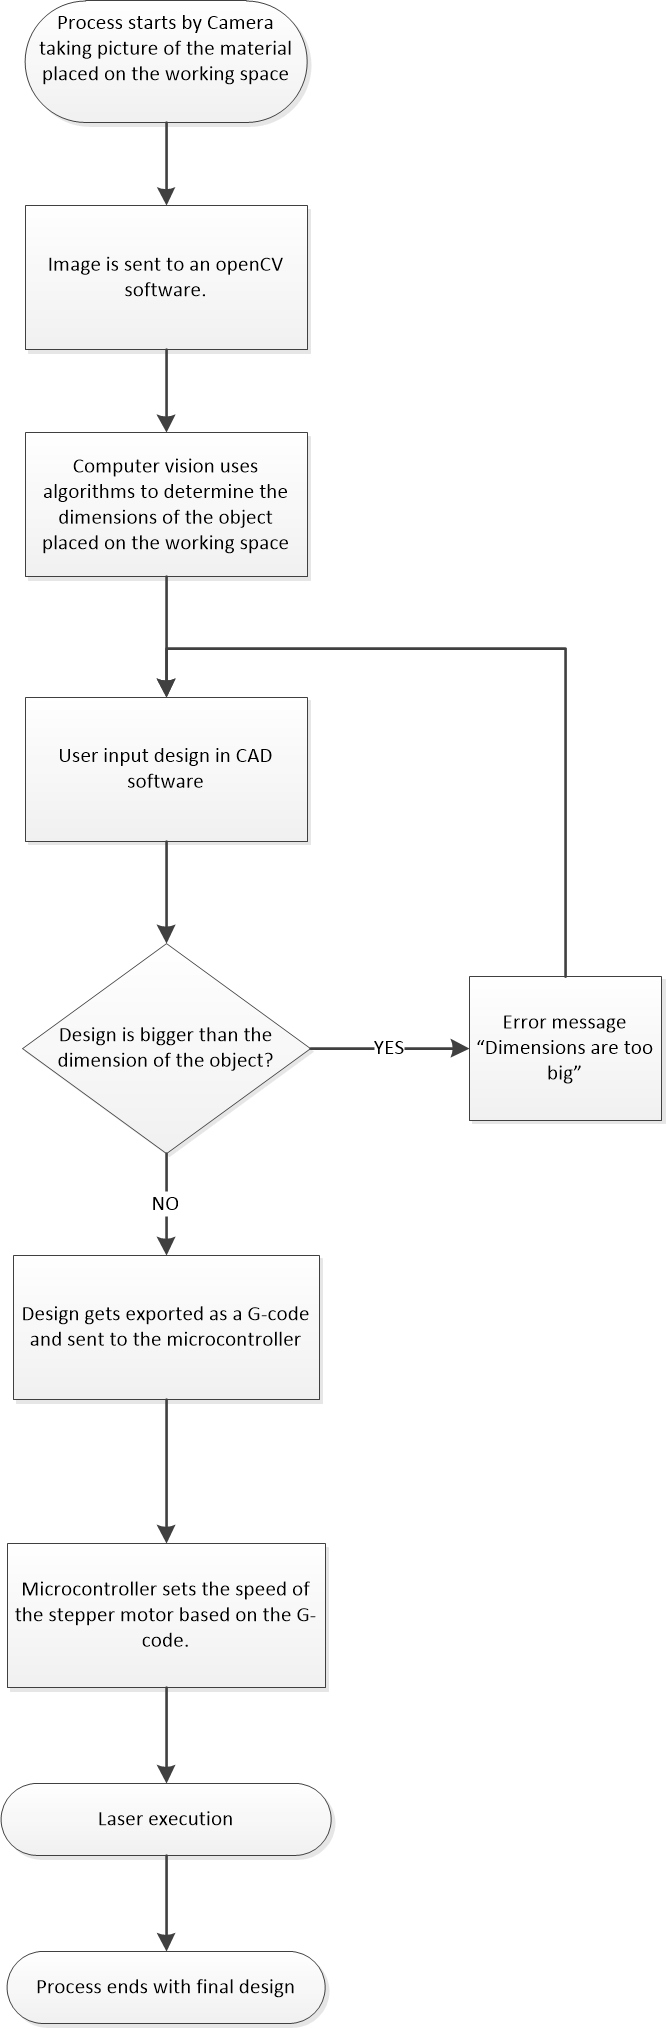 Process starts by Camera
taking picture of the material
placed on the working space
Image is sent to an openCV
software.
Computer vision uses
algorithms to determine the
dimensions of the object
placed on the working space
User input design in CAD
software
Design is bigger than the
dimension of the object?
YES
Error message
“Dimensions are too
big”
NO
Design gets exported as a G-code
and sent to the microcontroller
Microcontroller sets the speed of
the stepper motor based on the G-
code.
Laser execution
Process ends with final design